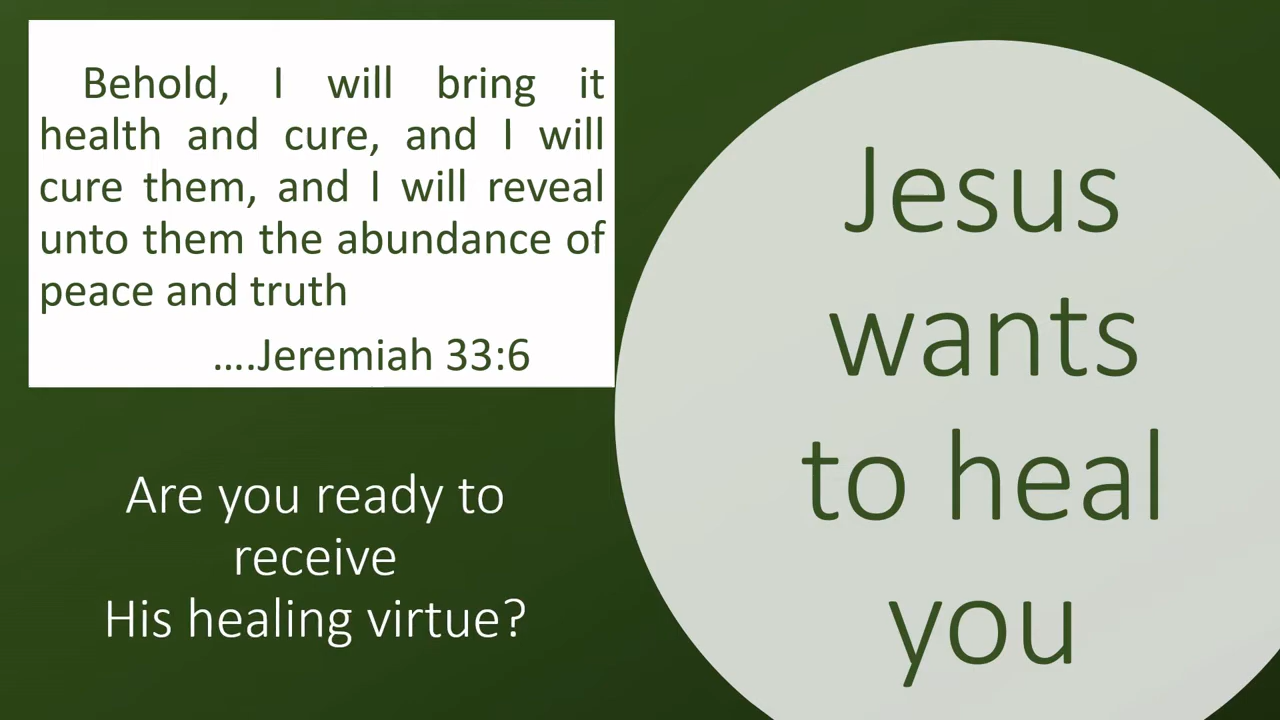 Behold, I will bring it
health and cure, and I will
cure them, and I will reveal
unto them the abundance of
peace and truth
....Jeremiah 33:6
Are you ready to
receive
His healing virtue?
Jesus
wants
to heal
you